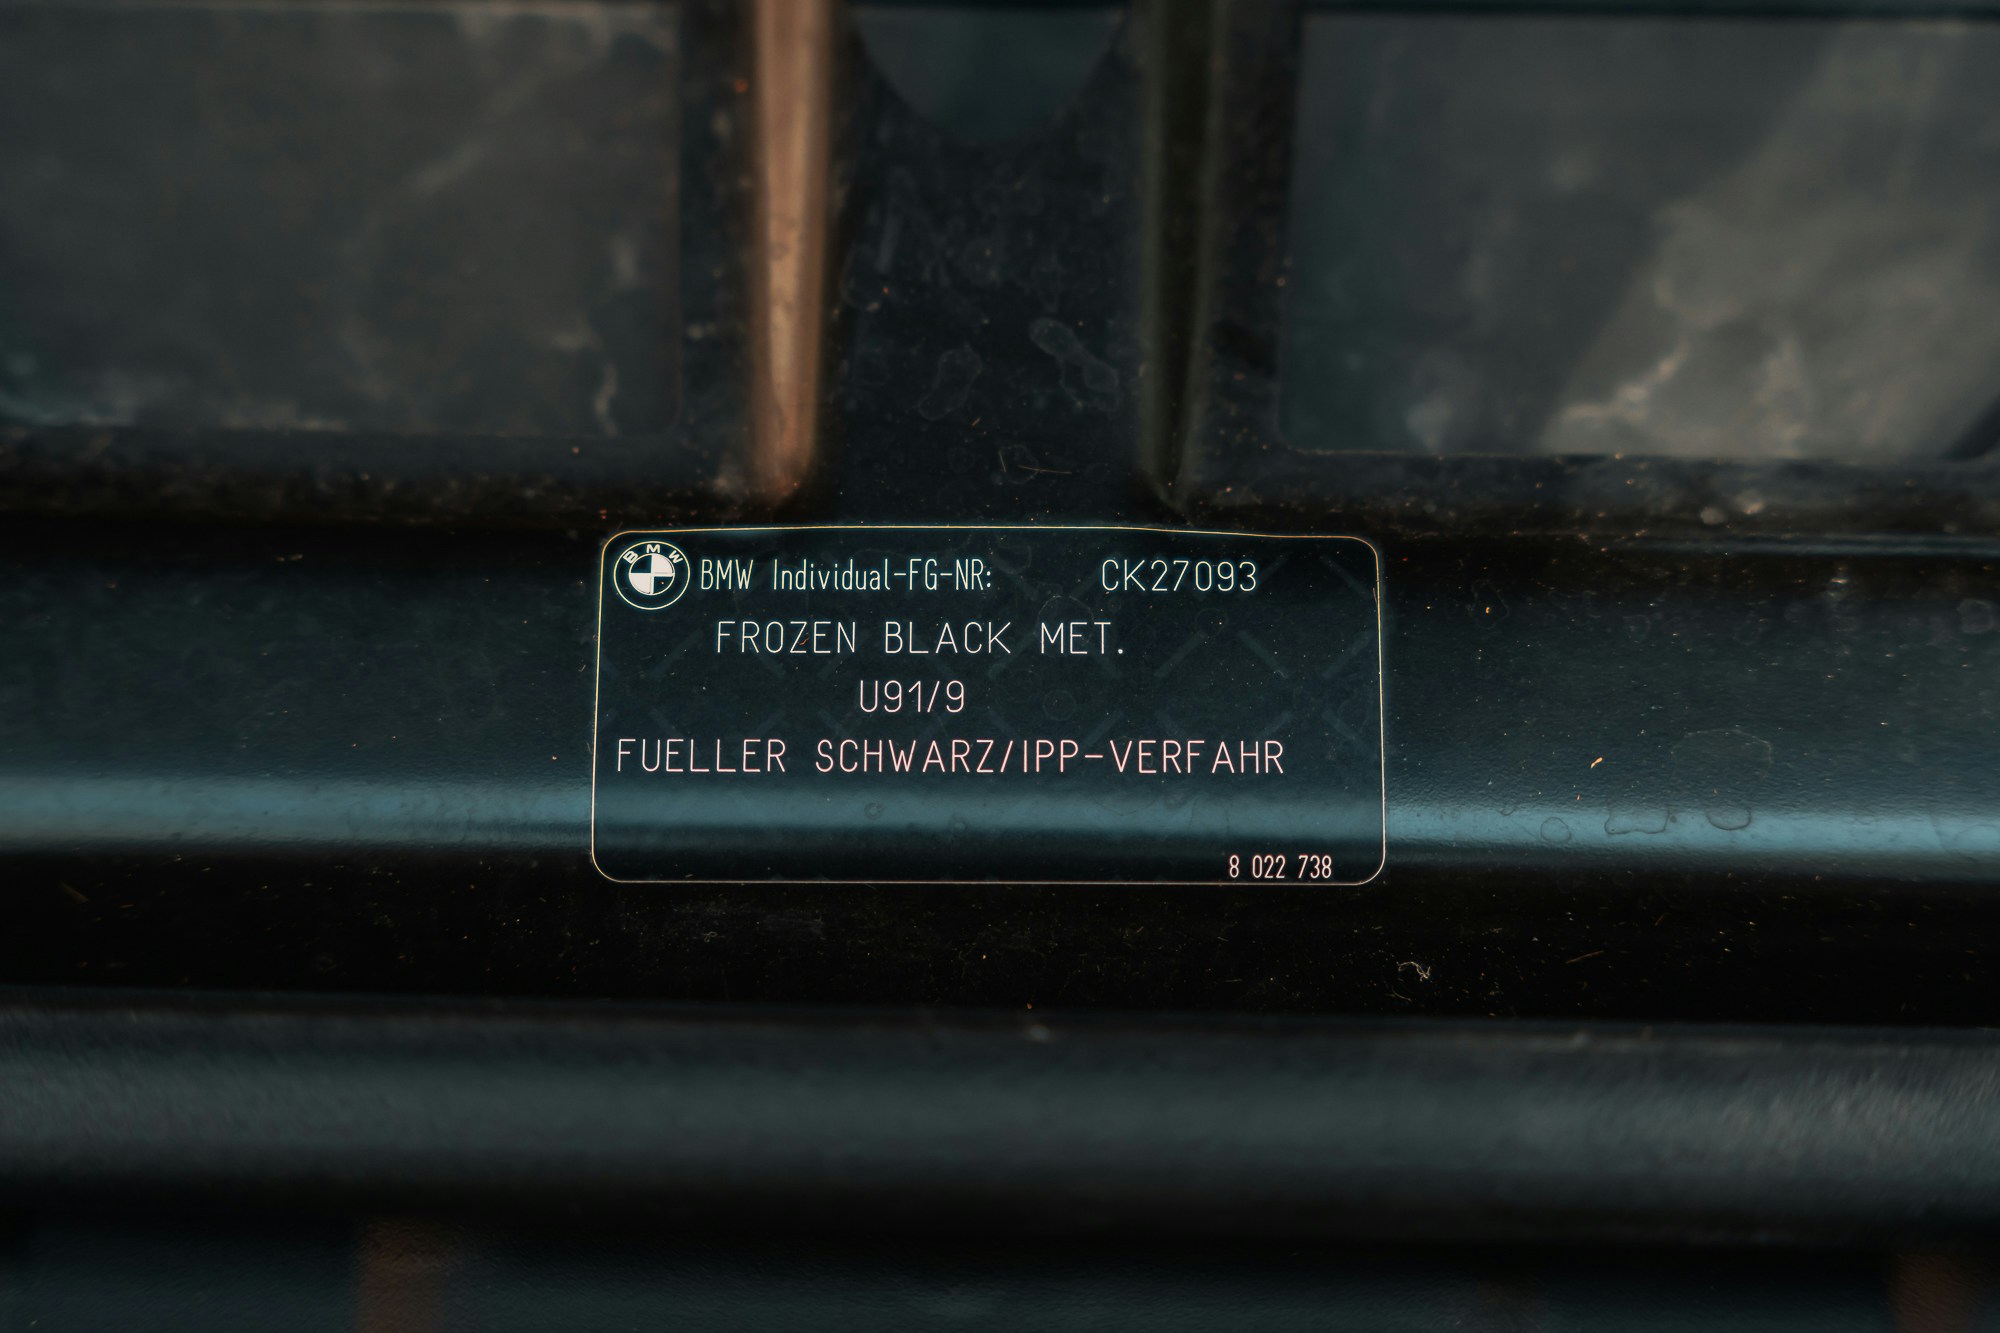 BMW BMW Individual-FG-NR: CK27093
FROZEN BLACK MET.
U91/9
FUELLER SCHWARZ/IPP-VERFAHR
8 022 738